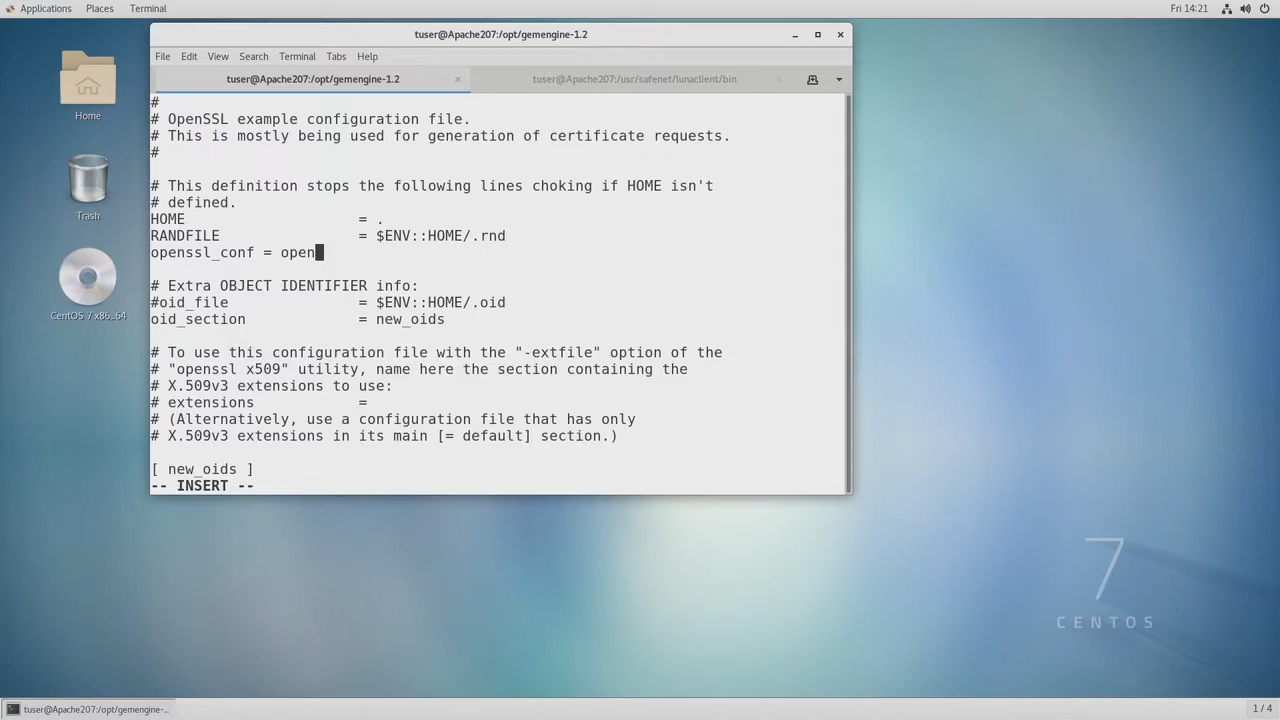 Applications Places Terminal Fri 14:21
tuser@Apache207:/opt/gemengine-1.2
File Edit View Search Terminal Tabs Help
tuser@Apache207:/opt/gemengine-1.2 tuser@Apache207:/usr/safenet/lunaclient/bin
Home
Trash
CentOS 7 x86_64
#
# OpenSSL example configuration file.
# This is mostly being used for generation of certificate requests.
#
# This definition stops the following lines choking if HOME isn't
# defined.
HOME = .
RANDFILE = $ENV::HOME/.rnd
openssl_conf = open
# Extra OBJECT IDENTIFIER info:
#oid_file = $ENV::HOME/.oid
oid_section = new_oids
# To use this configuration file with the "-extfile" option of the
# "openssl x509" utility, name here the section containing the
# X.509v3 extensions to use:
# extensions =
# (Alternatively, use a configuration file that has only
# X.509v3 extensions in its main [= default] section.)
[ new_oids ]
-- INSERT --
7
CENTOS
tuser@Apache207:/opt/gemengine-... 1 / 4